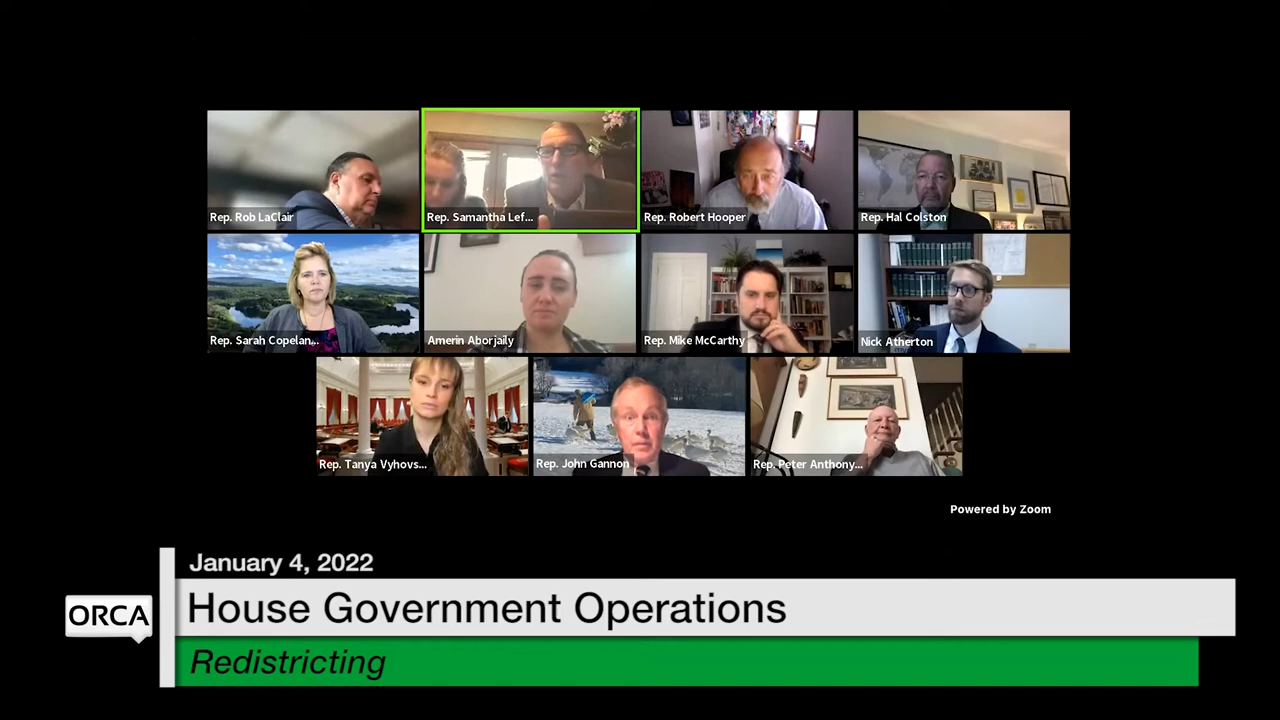 Rep. Rob LaClair
Rep. Samantha Lef...
Rep. Robert Hooper
Rep. Hal Colston
Rep. Sarah Copelan...
Amerin Aborjaily
Rep. Mike McCarthy
Nick Atherton
Rep. Tanya Vyhovs...
Rep. John Gannon
Rep. Peter Anthony...
Powered by Zoom
January 4, 2022
ORCA
House Government Operations
Redistricting